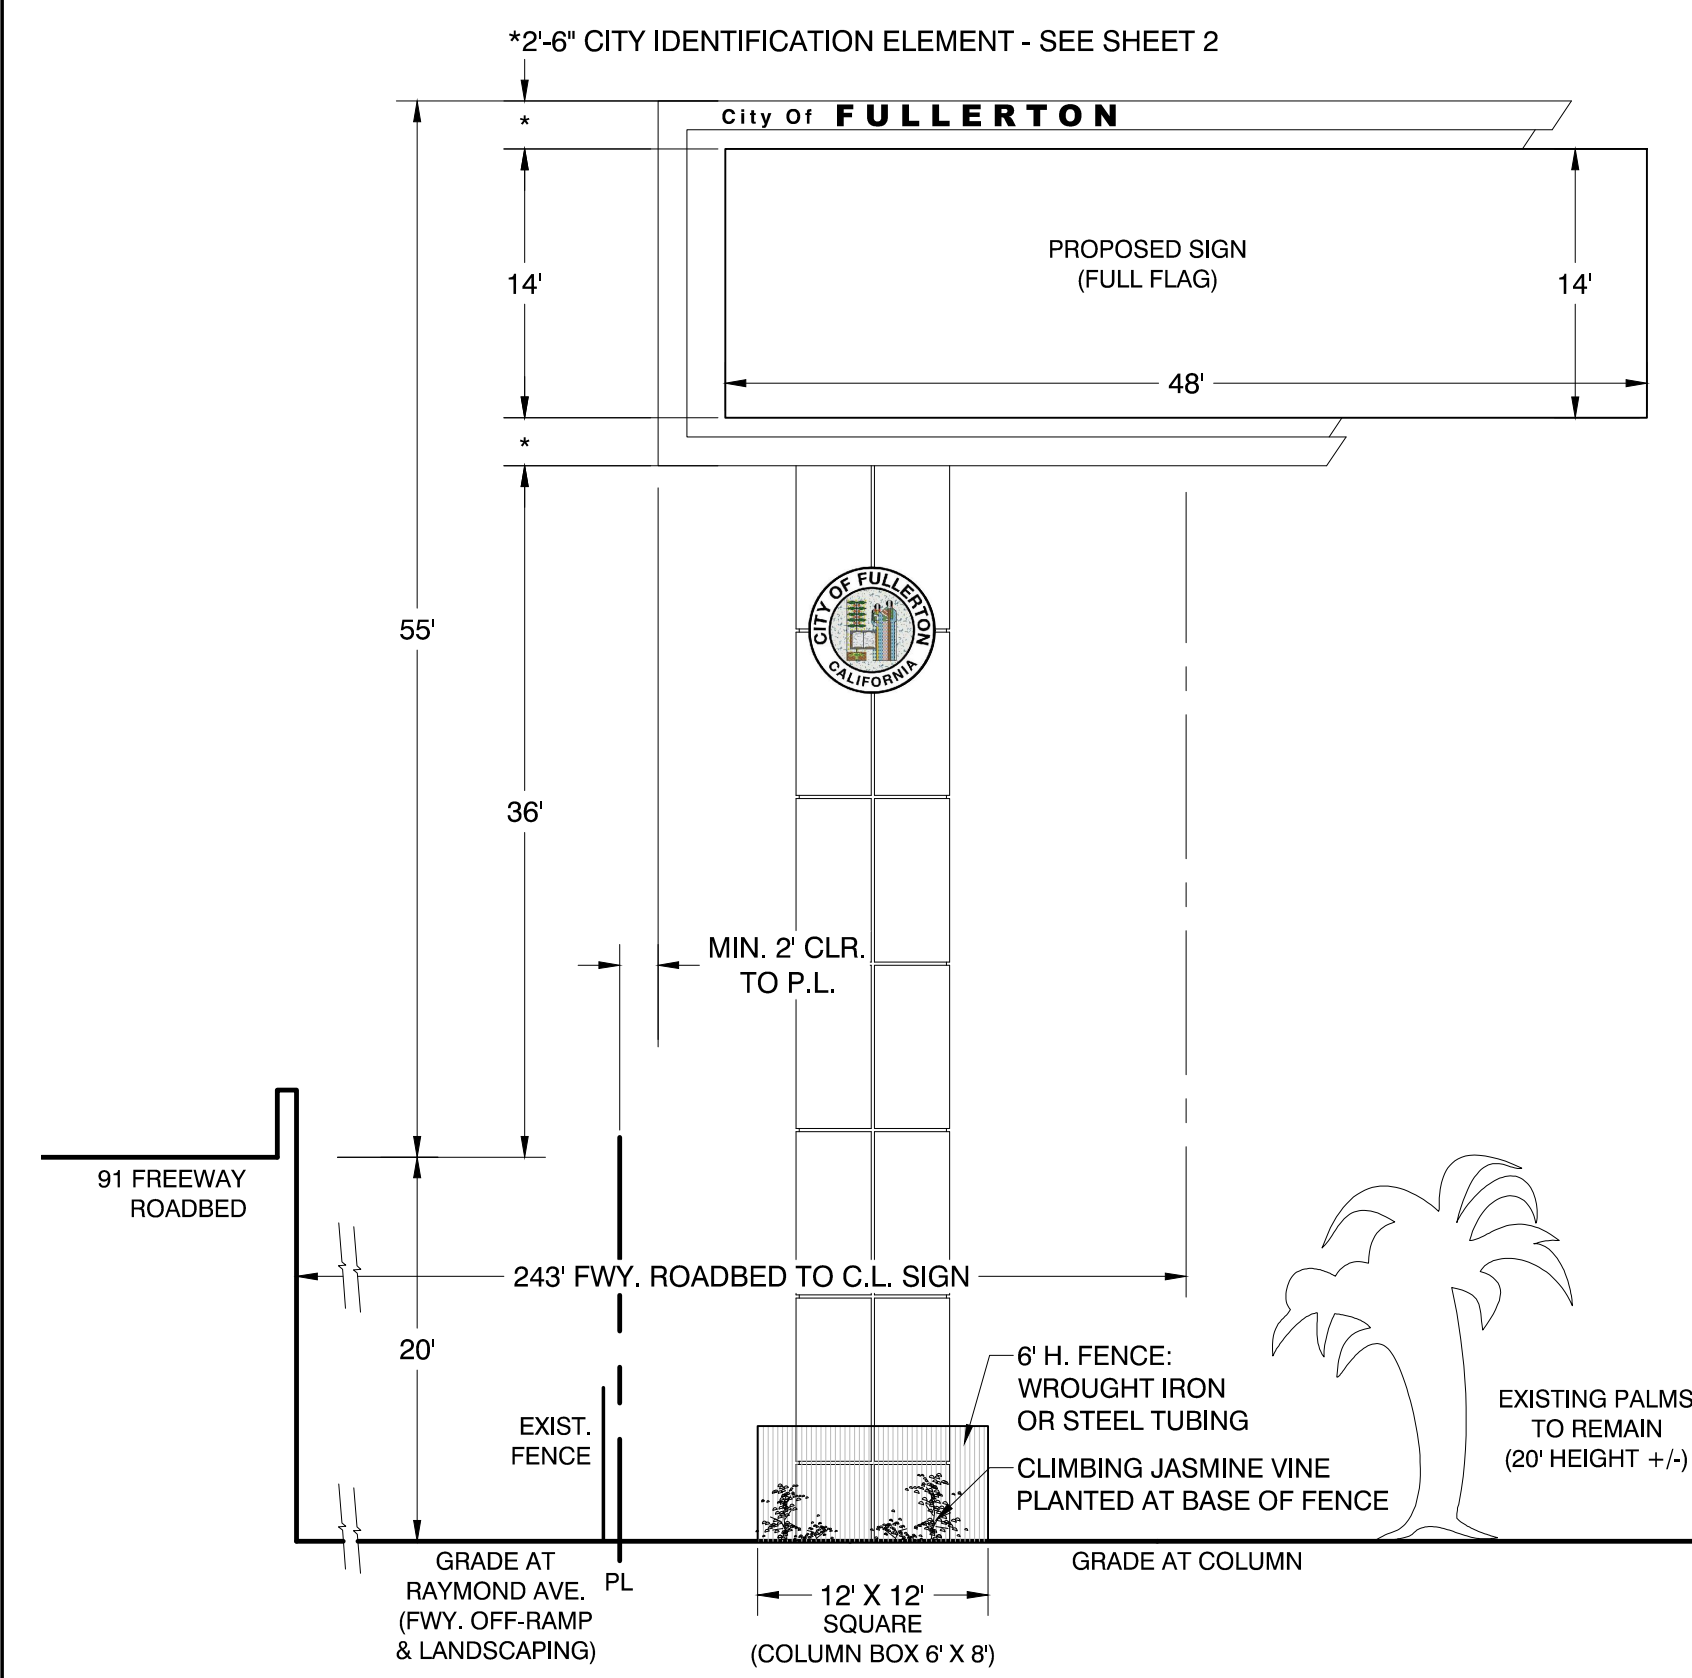 *2'-6" CITY IDENTIFICATION ELEMENT - SEE SHEET 2
*
City Of FULLERTON
PROPOSED SIGN
(FULL FLAG)
14'
14'
48'
*
CITY OF FULLERTON
CALIFORNIA
55'
36'
MIN. 2' CLR.
TO P.L.
91 FREEWAY
ROADBED
243' FWY. ROADBED TO C.L. SIGN
20'
6' H. FENCE:
WROUGHT IRON
OR STEEL TUBING
EXIST.
FENCE
CLIMBING JASMINE VINE
PLANTED AT BASE OF FENCE
EXISTING PALMS
TO REMAIN
(20' HEIGHT +/-)
GRADE AT
RAYMOND AVE.
(FWY. OFF-RAMP
& LANDSCAPING)
PL
GRADE AT COLUMN
12' X 12'
SQUARE
(COLUMN BOX 6' X 8')